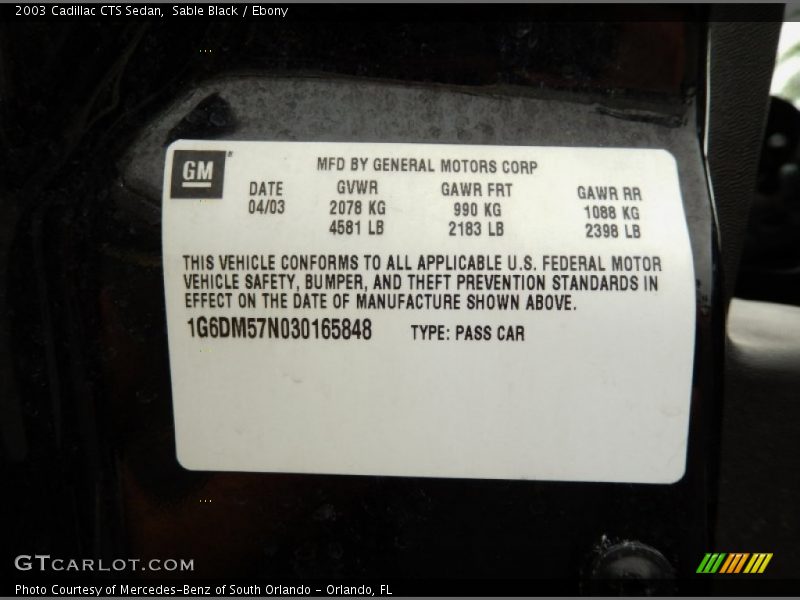 2003 Cadillac CTS Sedan, Sable Black / Ebony
GM
MFD BY GENERAL MOTORS CORP
DATE GVWR GAWR FRT GAWR RR
04/03 2078 KG 990 KG 1088 KG
4581 LB 2183 LB 2398 LB
THIS VEHICLE CONFORMS TO ALL APPLICABLE U.S. FEDERAL MOTOR
VEHICLE SAFETY, BUMPER, AND THEFT PREVENTION STANDARDS IN
EFFECT ON THE DATE OF MANUFACTURE SHOWN ABOVE.
1G6DM57N030165848 TYPE: PASS CAR
GTCARLOT.COM
Photo Courtesy of Mercedes-Benz of South Orlando - Orlando, FL